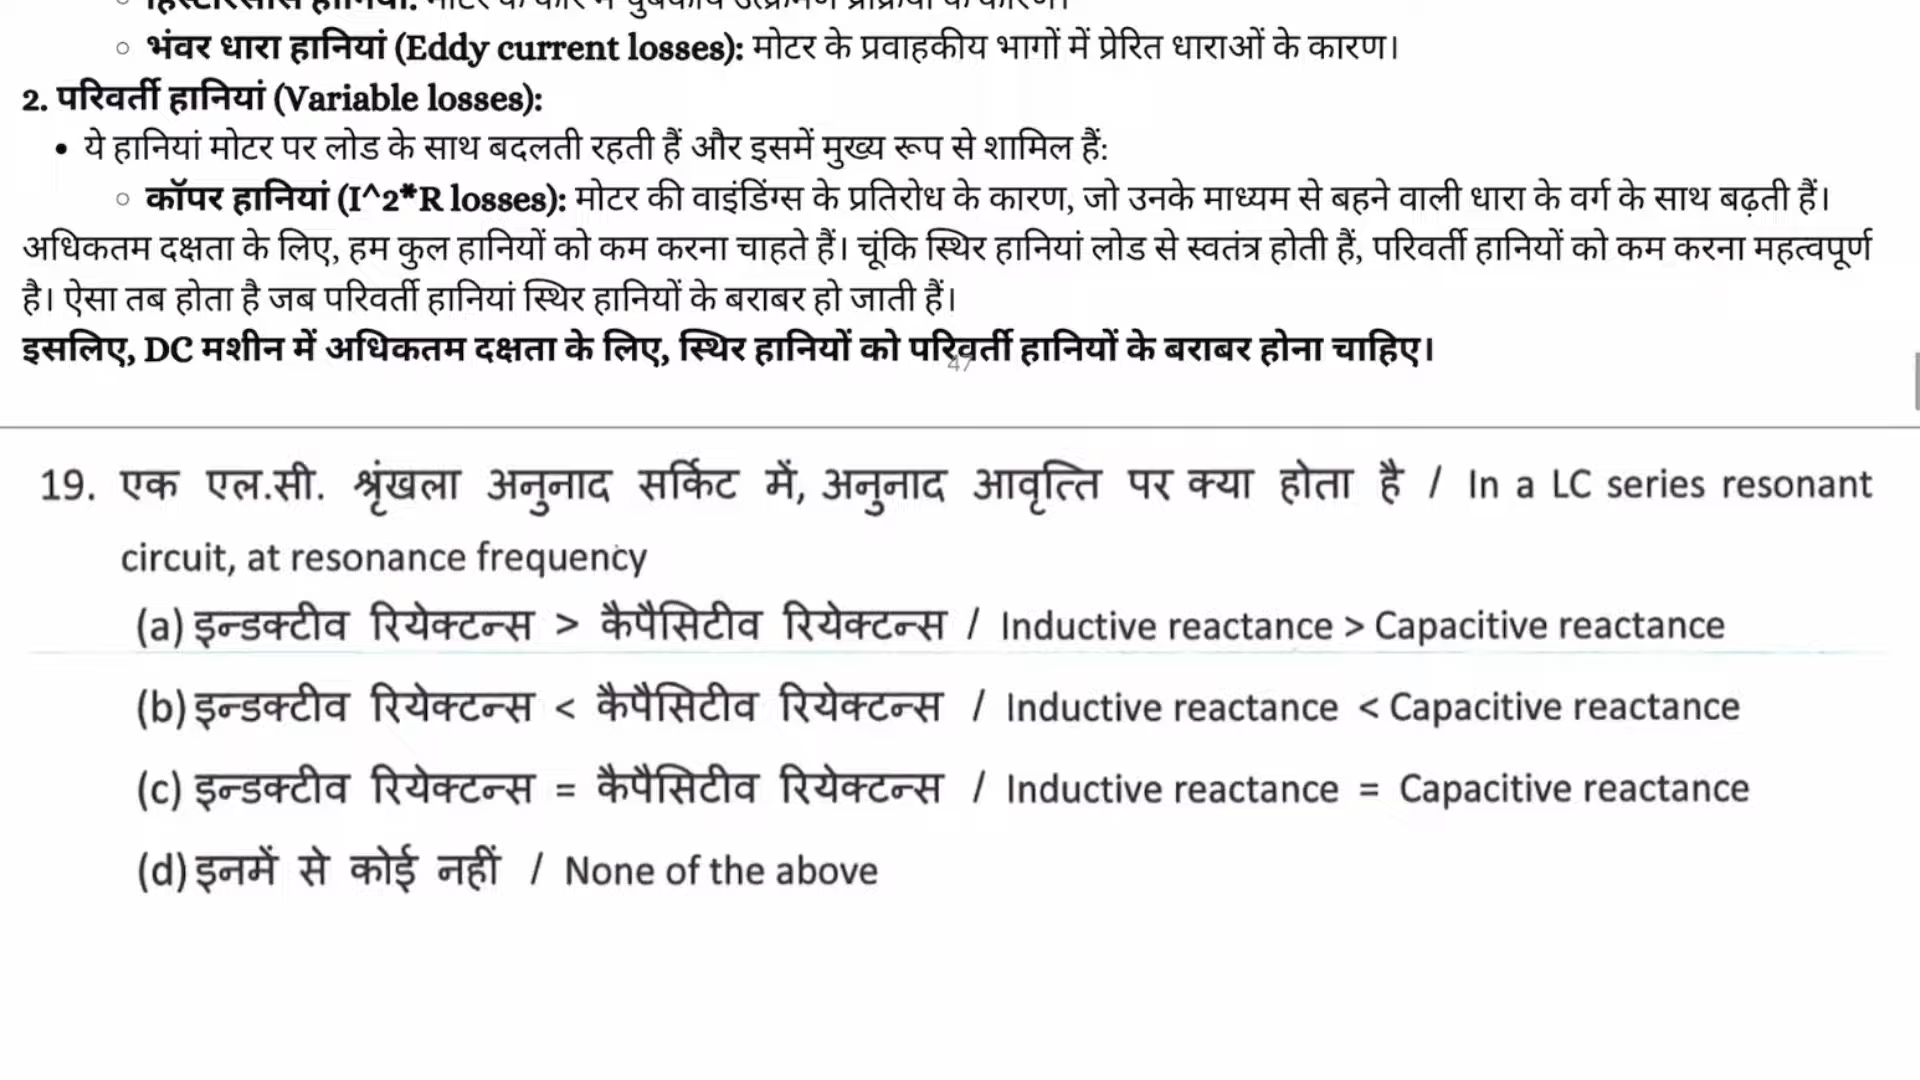 भंवर धारा हानियां (Eddy current losses): मोटर के प्रवाहकीय भागों में प्रेरित धाराओं के कारण।
2. परिवर्ती हानियां (Variable losses):
• ये हानियां मोटर पर लोड के साथ बदलती रहती हैं और इसमें मुख्य रूप से शामिल हैं:
○ कॉपर हानियां (I^2*R losses): मोटर की वाइंडिंग्स के प्रतिरोध के कारण, जो उनके माध्यम से बहने वाली धारा के वर्ग के साथ बढ़ती हैं।
अधिकतम दक्षता के लिए, हम कुल हानियों को कम करना चाहते हैं। चूंकि स्थिर हानियां लोड से स्वतंत्र होती हैं, परिवर्ती हानियों को कम करना महत्वपूर्ण
है। ऐसा तब होता है जब परिवर्ती हानियां स्थिर हानियों के बराबर हो जाती हैं।
इसलिए, DC मशीन में अधिकतम दक्षता के लिए, स्थिर हानियों को परिवर्ती हानियों के बराबर होना चाहिए।
47
19. एक एल.सी. श्रृंखला अनुनाद सर्किट में, अनुनाद आवृत्ति पर क्या होता है / In a LC series resonant
circuit, at resonance frequency
(a) इन्डक्टीव रियेक्टन्स > कैपैसिटीव रियेक्टन्स / Inductive reactance > Capacitive reactance
(b) इन्डक्टीव रियेक्टन्स < कैपैसिटीव रियेक्टन्स / Inductive reactance < Capacitive reactance
(c) इन्डक्टीव रियेक्टन्स = कैपैसिटीव रियेक्टन्स / Inductive reactance = Capacitive reactance
(d) इनमें से कोई नहीं / None of the above